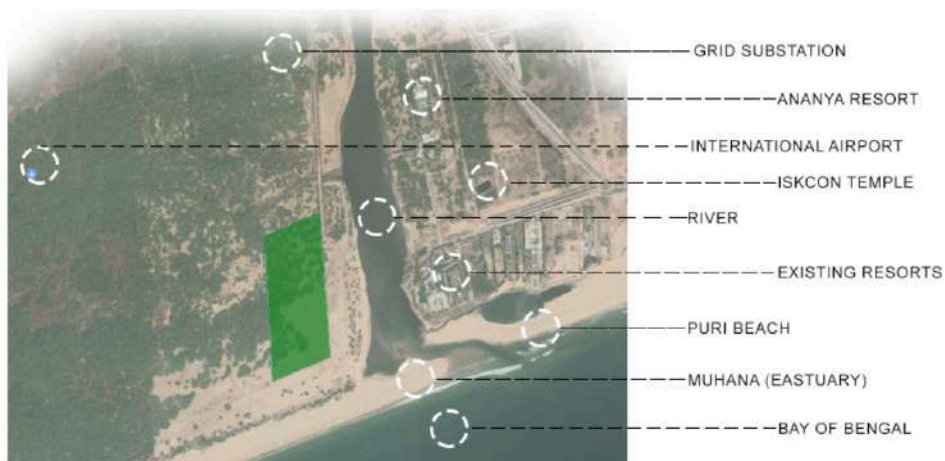 GRID SUBSTATION
ANANYA RESORT
INTERNATIONAL AIRPORT
ISKCON TEMPLE
RIVER
EXISTING RESORTS
PURI BEACH
MUHANA (EASTUARY)
BAY OF BENGAL